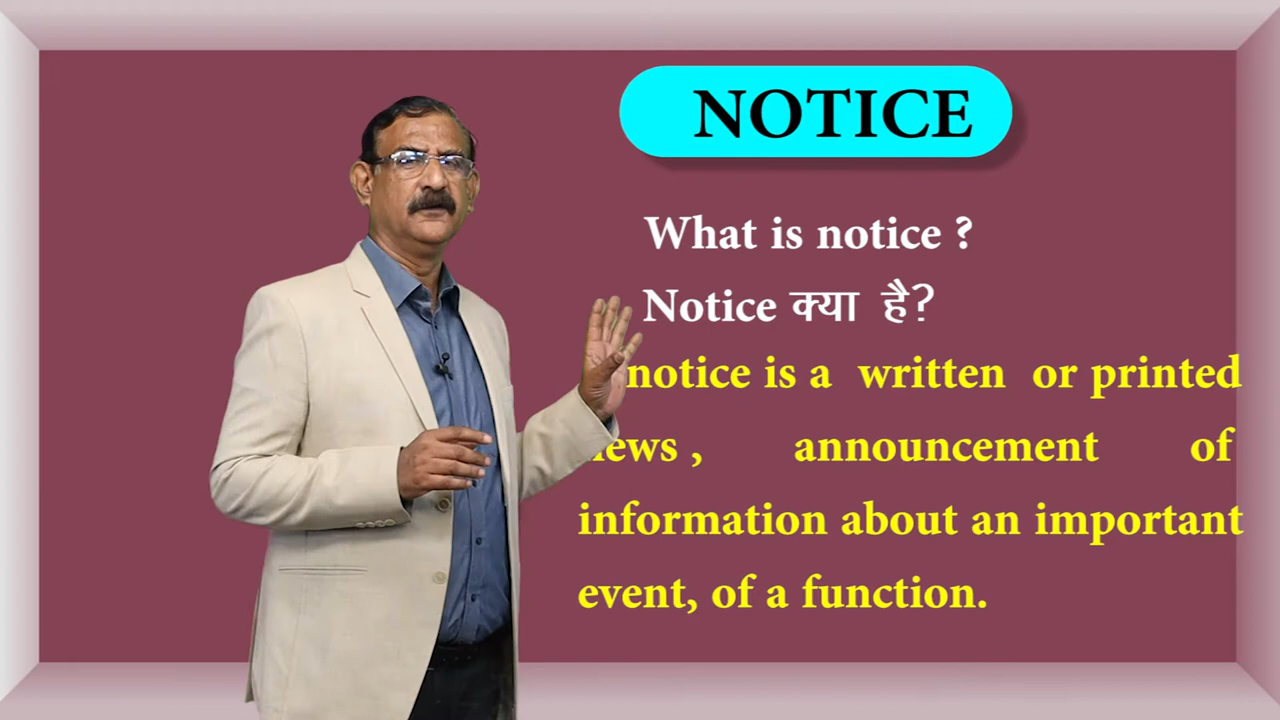 NOTICE
What is notice ?
Notice क्या है?
notice is a written or printed
news , announcement of
information about an important
event, of a function.